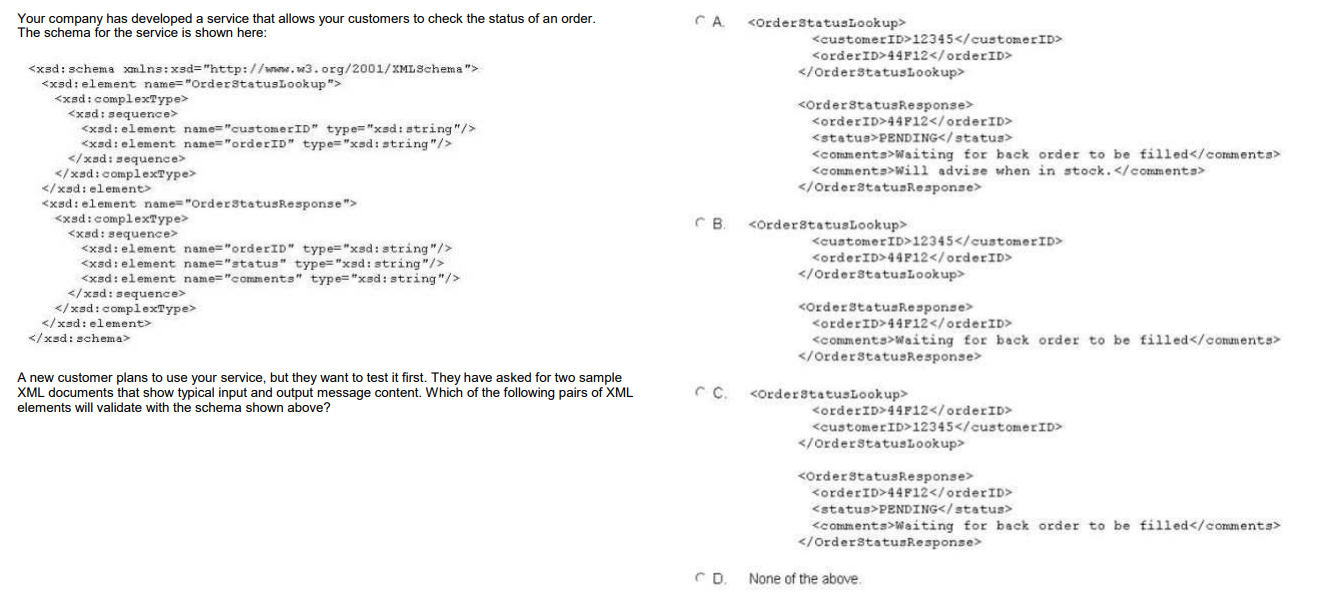 Your company has developed a service that allows your customers to check the status of an order.
The schema for the service is shown here:
<xsd:schema xmlns:xsd="http://www.w3.org/2001/XMLSchema">
<xsd:element name="OrderStatusLookup">
<xsd:complexType>
<xsd:sequence>
<xsd:element name="customerID" type="xsd:string"/>
<xsd:element name="orderID" type="xsd:string"/>
</xsd:sequence>
</xsd:complexType>
</xsd:element>
<xsd:element name="OrderStatusResponse">
<xsd:complexType>
<xsd:sequence>
<xsd:element name="orderID" type="xsd:string"/>
<xsd:element name="status" type="xsd:string"/>
<xsd:element name="comments" type="xsd:string"/>
</xsd:sequence>
</xsd:complexType>
</xsd:element>
</xsd:schema>
A new customer plans to use your service, but they want to test it first. They have asked for two sample
XML documents that show typical input and output message content. Which of the following pairs of XML
elements will validate with the schema shown above?
A. <OrderStatusLookup>
<customerID>12345</customerID>
<orderID>44F12</orderID>
</OrderStatusLookup>
<OrderStatusResponse>
<orderID>44F12</orderID>
<status>PENDING</status>
<comments>Waiting for back order to be filled</comments>
<comments>Will advise when in stock.</comments>
</OrderStatusResponse>
B. <OrderStatusLookup>
<customerID>12345</customerID>
<orderID>44F12</orderID>
</OrderStatusLookup>
<OrderStatusResponse>
<orderID>44F12</orderID>
<comments>Waiting for back order to be filled</comments>
</OrderStatusResponse>
C. <OrderStatusLookup>
<orderID>44F12</orderID>
<customerID>12345</customerID>
</OrderStatusLookup>
<OrderStatusResponse>
<orderID>44F12</orderID>
<status>PENDING</status>
<comments>Waiting for back order to be filled</comments>
</OrderStatusResponse>
D. None of the above.